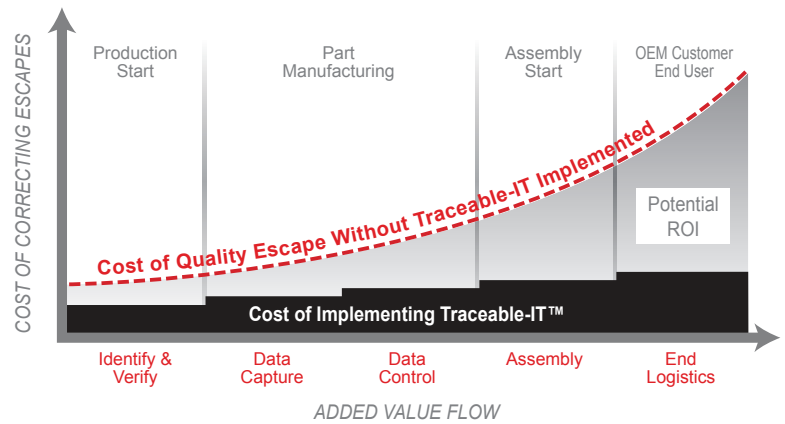 COST OF CORRECTING ESCAPES
Production
Start
Part
Manufacturing
Assembly
Start
OEM Customer
End User
Cost of Quality Escape Without Traceable-IT Implemented
Potential
ROI
Cost of Implementing Traceable-IT™
Identify &
Verify
Data
Capture
Data
Control
Assembly
End
Logistics
ADDED VALUE FLOW